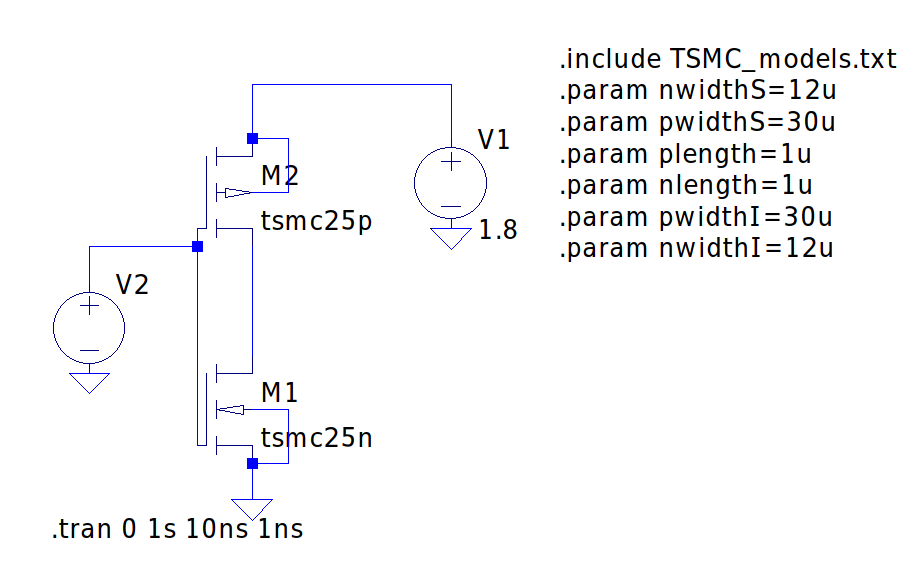 .include TSMC_models.txt
.param nwidthS=12u
.param pwidthS=30u
.param plength=1u
.param nlength=1u
.param pwidthI=30u
.param nwidthI=12u
V1
1.8
M2
tsmc25p
V2
M1
tsmc25n
.tran 0 1s 10ns 1ns